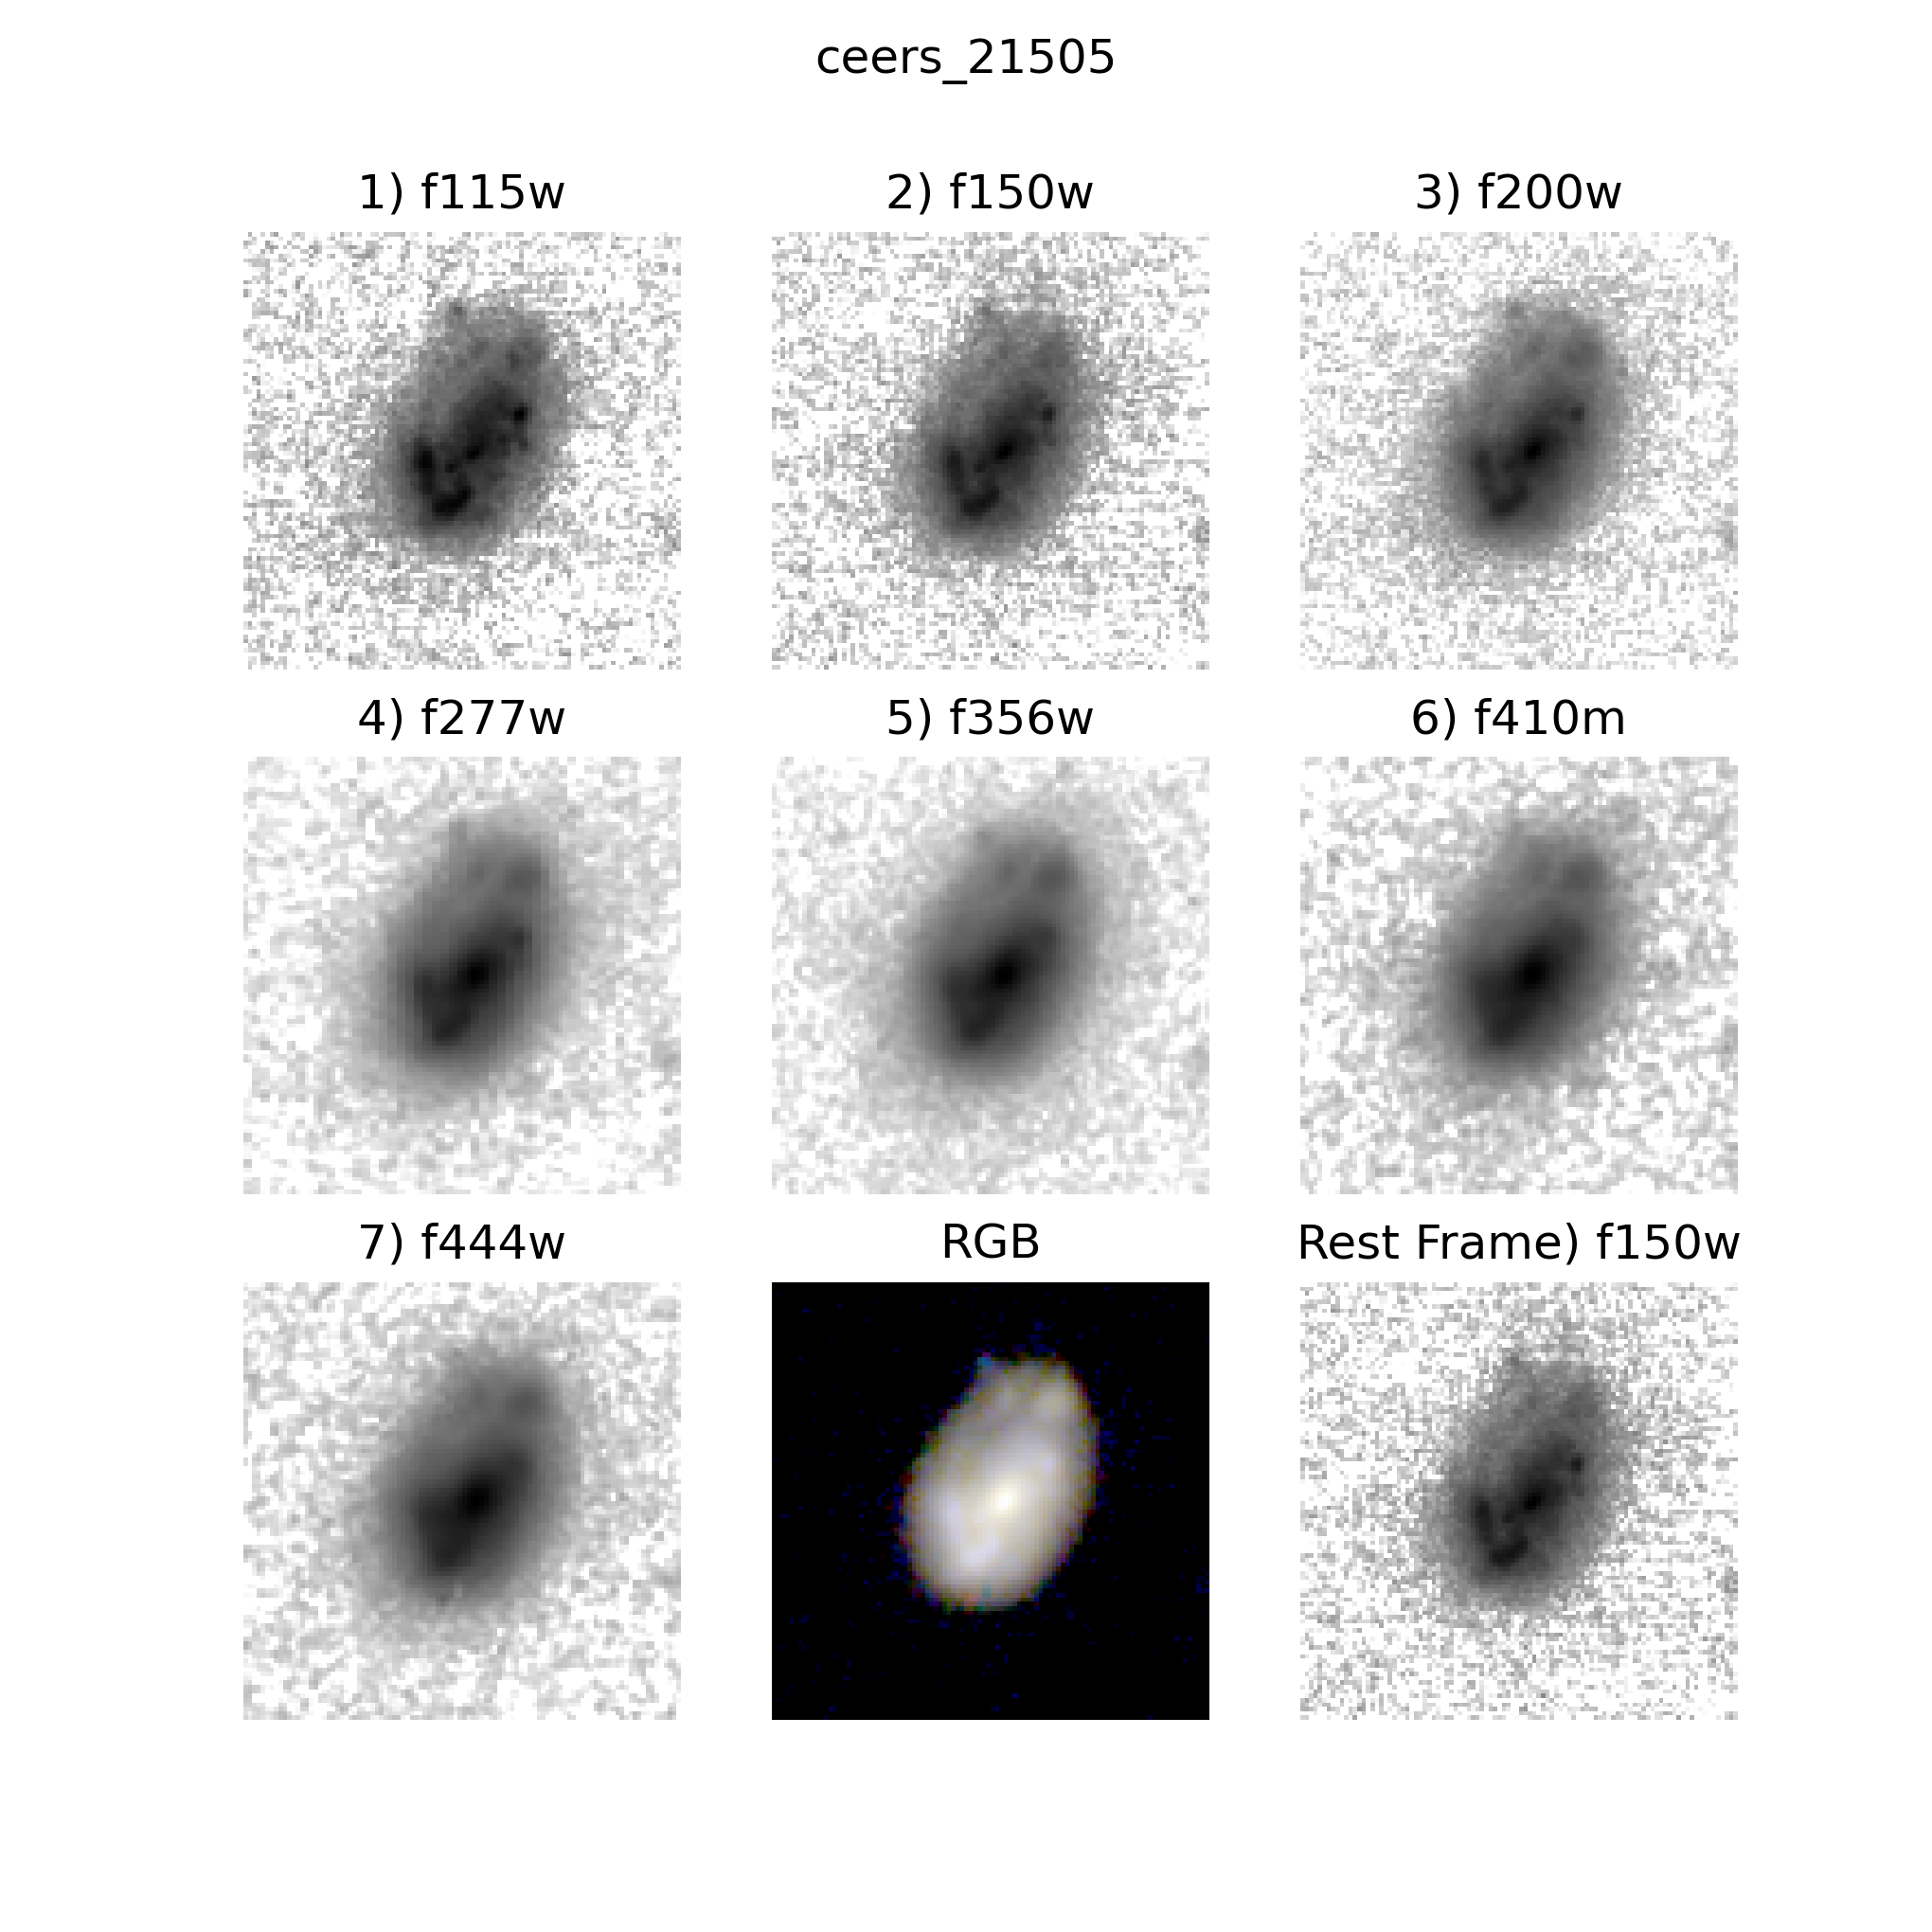 ceers_21505
1) f115w
2) f150w
3) f200w
4) f277w
5) f356w
6) f410m
7) f444w
RGB
Rest Frame) f150w